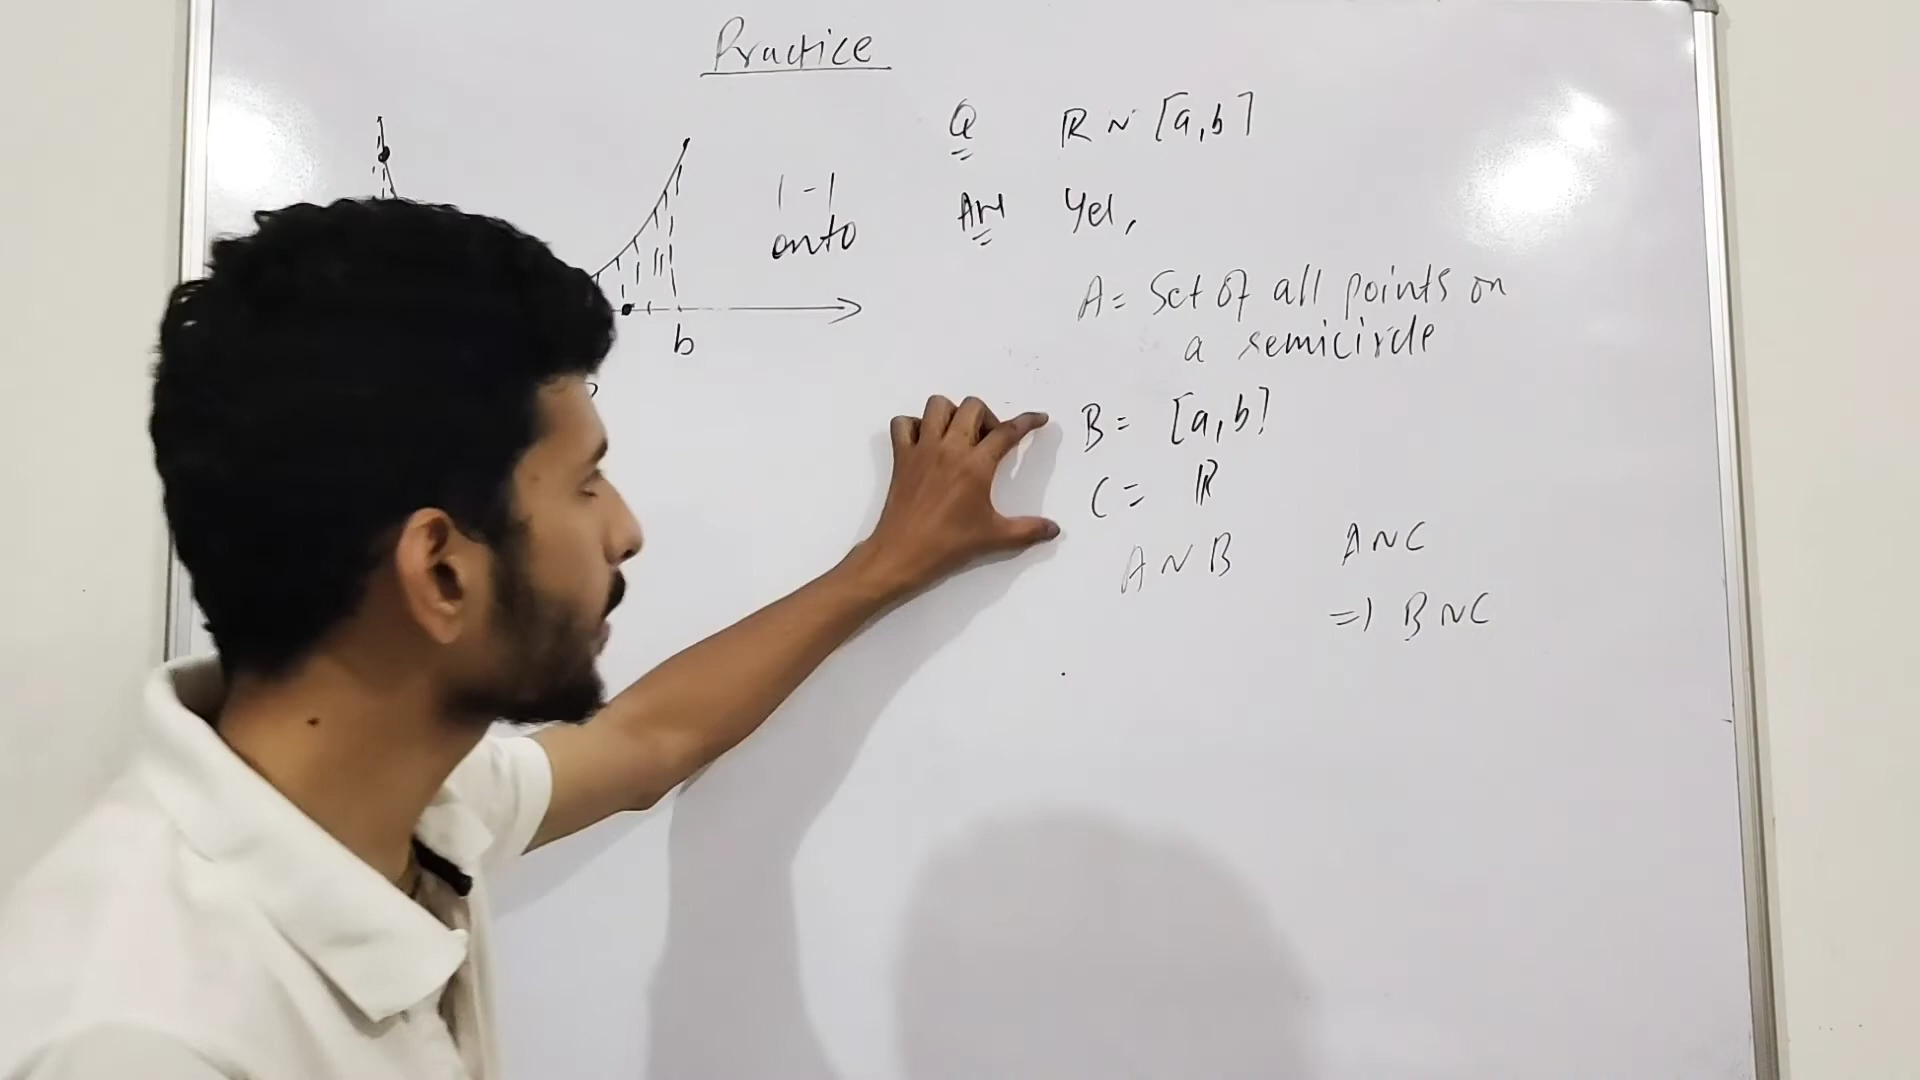 Practice
Q R ~ [a,b]
1-1
onto
Ans Yes,
A = Set of all points on
a semicircle
b
B = [a,b]
C = R
A ~ B A ~ C
=) B ~ C